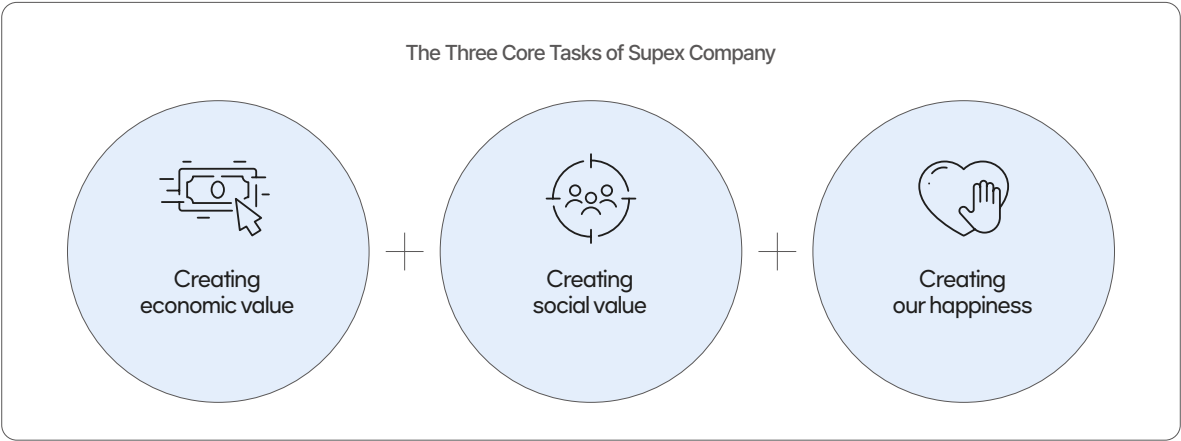 The Three Core Tasks of Supex Company
Creating
economic value
Creating
social value
Creating
our happiness